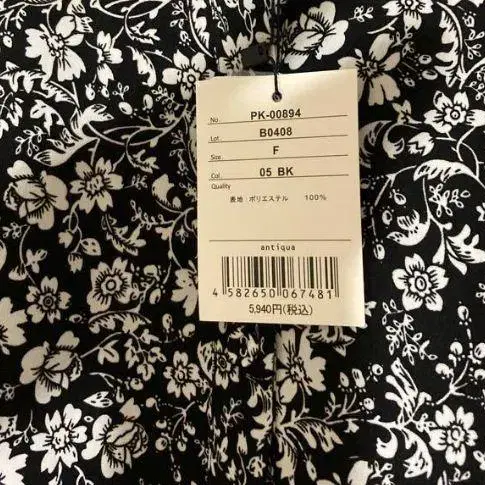 No. PK-00894
Lot. B0408
Size. F
Col. 05 BK
Quality
表地:ポリエステル 100%
antiqua
4 582650 067481
5,940円(税込)